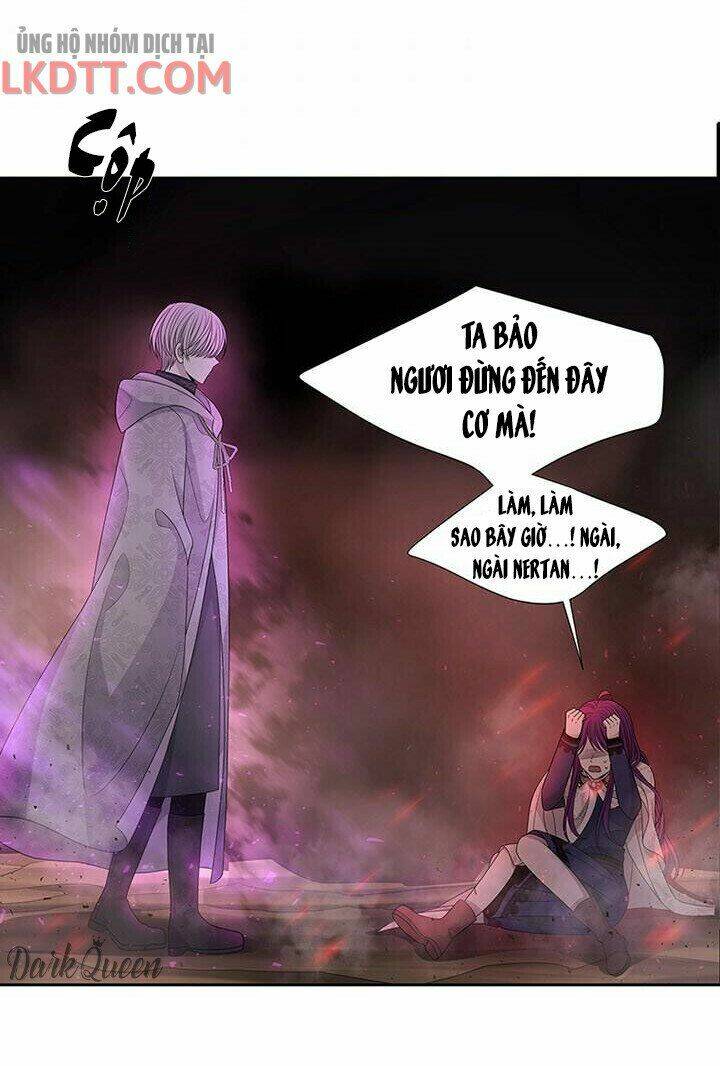 ỦNG HỘ NHÓM DỊCH TẠI
LKDTT.COM
Cộp
TA BẢO
NGƯƠI ĐỪNG ĐẾN ĐÂY
CƠ MÀ!
LÀM, LÀM
SAO BÂY GIỜ...! NGÀI,
NGÀI NERTAN...!
DarkQueen